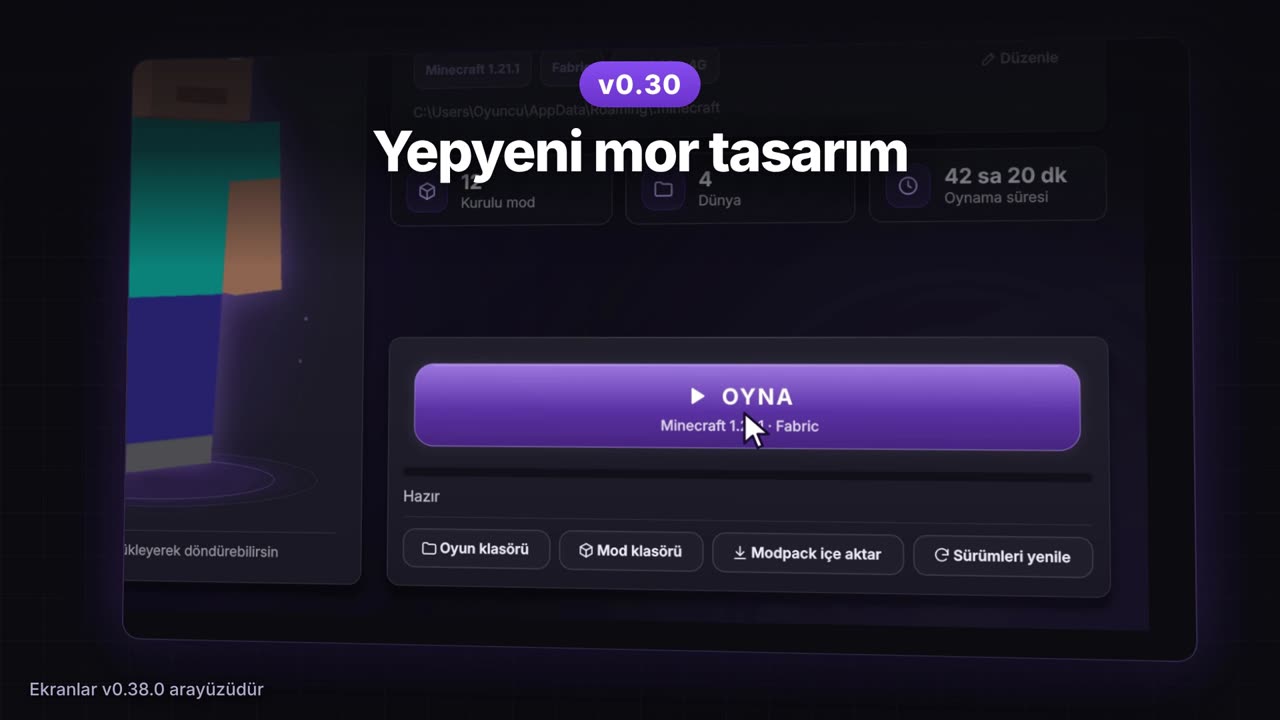 v0.30
Yepyeni mor tasarım
Minecraft 1.21.1
4G
Düzenle
12
Kurulu mod
4
Dünya
42 sa 20 dk
Oynama süresi
OYNA
Minecraft · Fabric
Hazır
Oyun klasörü
Mod klasörü
Modpack içe aktar
Sürümleri yenile
döndürebilirsin
Ekranlar v0.38.0 arayüzüdür